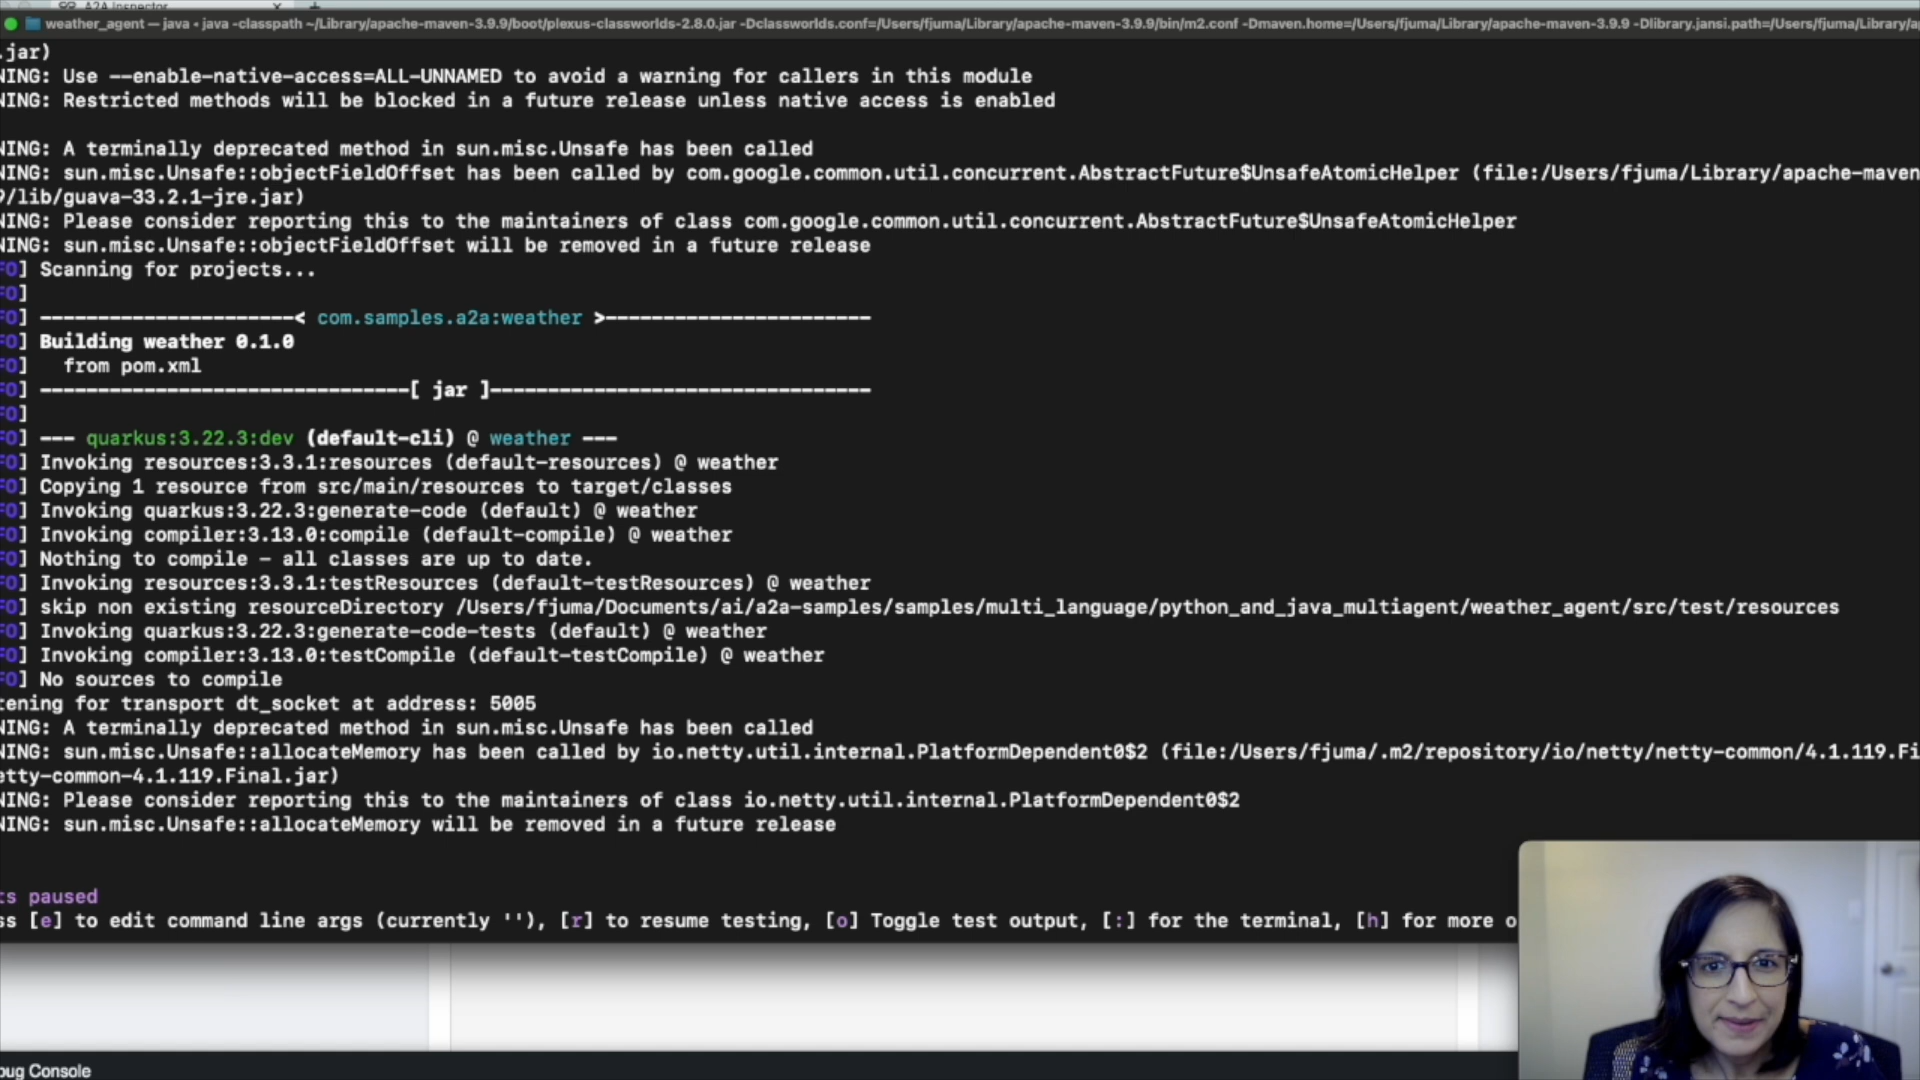 A2A Inspector
weather_agent — java ◂ java -classpath ~/Library/apache-maven-3.9.9/boot/plexus-classworlds-2.8.0.jar -Dclassworlds.conf=/Users/fjuma/Library/apache-maven-3.9.9/bin/m2.conf -Dmaven.home=/Users/fjuma/Library/apache-maven-3.9.9 -Dlibrary.jansi.path=/Users/fjuma/Library/ap
.jar)
NING: Use --enable-native-access=ALL-UNNAMED to avoid a warning for callers in this module
NING: Restricted methods will be blocked in a future release unless native access is enabled
NING: A terminally deprecated method in sun.misc.Unsafe has been called
NING: sun.misc.Unsafe::objectFieldOffset has been called by com.google.common.util.concurrent.AbstractFuture$UnsafeAtomicHelper (file:/Users/fjuma/Library/apache-maven
9/lib/guava-33.2.1-jre.jar)
NING: Please consider reporting this to the maintainers of class com.google.common.util.concurrent.AbstractFuture$UnsafeAtomicHelper
NING: sun.misc.Unsafe::objectFieldOffset will be removed in a future release
FO] Scanning for projects...
FO]
FO] ----------------------< com.samples.a2a:weather >-----------------------
FO] Building weather 0.1.0
FO]   from pom.xml
FO] --------------------------------[ jar ]---------------------------------
FO]
FO] --- quarkus:3.22.3:dev (default-cli) @ weather ---
FO] Invoking resources:3.3.1:resources (default-resources) @ weather
FO] Copying 1 resource from src/main/resources to target/classes
FO] Invoking quarkus:3.22.3:generate-code (default) @ weather
FO] Invoking compiler:3.13.0:compile (default-compile) @ weather
FO] Nothing to compile - all classes are up to date.
FO] Invoking resources:3.3.1:testResources (default-testResources) @ weather
FO] skip non existing resourceDirectory /Users/fjuma/Documents/ai/a2a-samples/samples/multi_language/python_and_java_multiagent/weather_agent/src/test/resources
FO] Invoking quarkus:3.22.3:generate-code-tests (default) @ weather
FO] Invoking compiler:3.13.0:testCompile (default-testCompile) @ weather
FO] No sources to compile
tening for transport dt_socket at address: 5005
NING: A terminally deprecated method in sun.misc.Unsafe has been called
NING: sun.misc.Unsafe::allocateMemory has been called by io.netty.util.internal.PlatformDependent0$2 (file:/Users/fjuma/.m2/repository/io/netty/netty-common/4.1.119.Fi
etty-common-4.1.119.Final.jar)
NING: Please consider reporting this to the maintainers of class io.netty.util.internal.PlatformDependent0$2
NING: sun.misc.Unsafe::allocateMemory will be removed in a future release
ts paused
ss [e] to edit command line args (currently ''), [r] to resume testing, [o] Toggle test output, [:] for the terminal, [h] for more o
bug Console